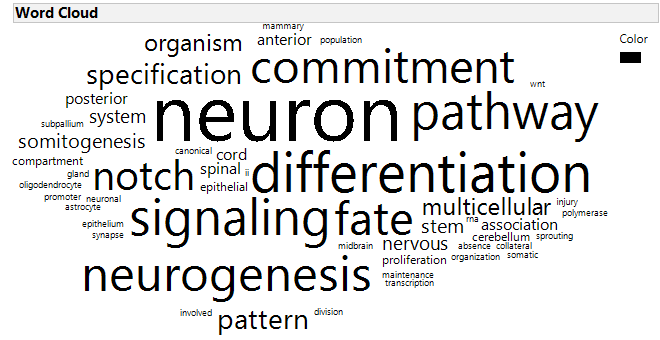 Word Cloud
mammary
organism anterior population
Color
specification commitment
wnt
posterior
neuron pathway
system
subpallium
somitogenesis
canonical cord
compartment
gland notch spinal ii differentiation
oligodendrocyte epithelial
promoter neuronal
astrocyte
signaling fate multicellular injury
polymerase
epithelium stem rna association
synapse
midbrain nervous cerebellum sprouting
absence collateral
proliferation organization somatic
neurogenesis maintenance
transcription
involved pattern division